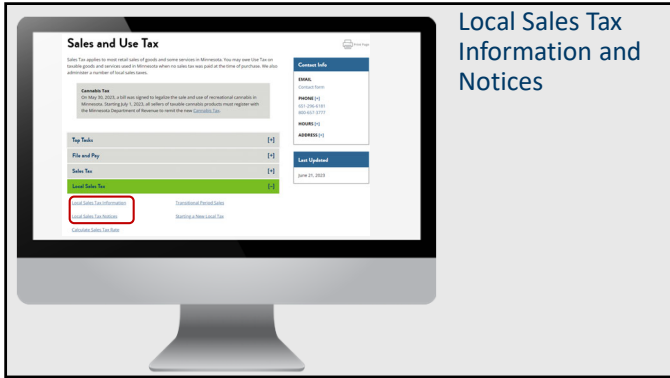 Local Sales Tax
Information and
Notices
Sales and Use Tax
Print Page
Sales Tax applies to most retail sales of goods and some services in Minnesota. You may owe Use Tax on
taxable goods and services used in Minnesota when no sales tax was paid at the time of purchase. We also
administer a number of local sales taxes.
Cannabis Tax
On May 30, 2023, a bill was signed to legalize the sale and use of recreational cannabis in
Minnesota. Starting July 1, 2023, all sellers of taxable cannabis products must register with
the Minnesota Department of Revenue to remit the new Cannabis Tax.
Top Tasks [+]
File and Pay [+]
Sales Tax [+]
Local Sales Tax [-]
Local Sales Tax Information
Transitional Period Sales
Local Sales Tax Notices
Starting a New Local Tax
Calculate Sales Tax Rate
Contact Info
EMAIL
Contact form
PHONE [+]
651-296-6181
800-657-3777
HOURS [+]
ADDRESS [+]
Last Updated
June 21, 2023